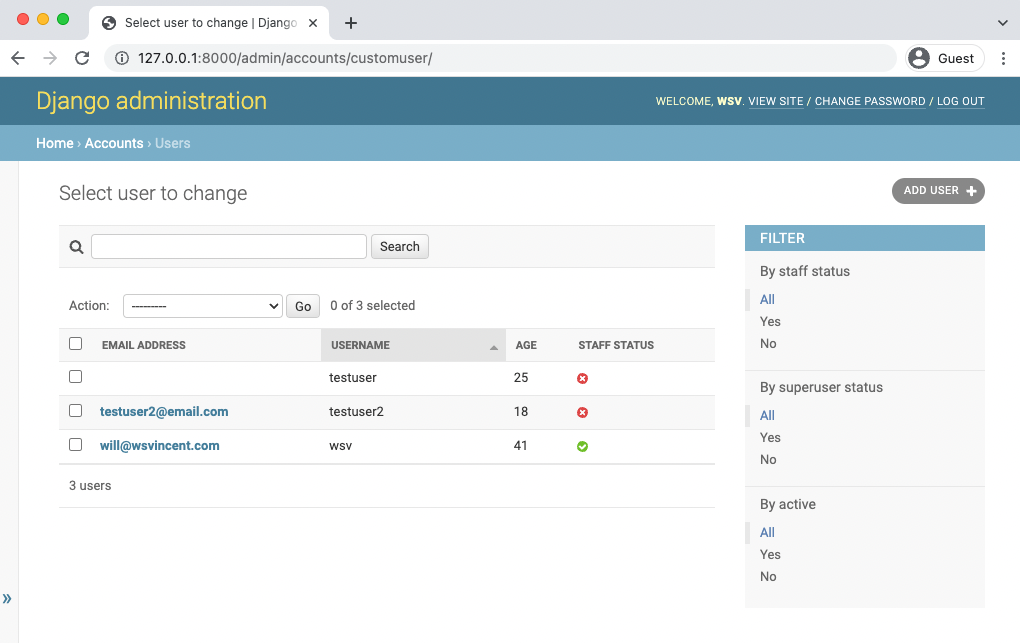 Select user to change | Django
127.0.0.1:8000/admin/accounts/customuser/
Guest
Django administration
WELCOME, WSV. VIEW SITE / CHANGE PASSWORD / LOG OUT
Home › Accounts › Users
Select user to change
ADD USER +
Search
Action: --------- Go 0 of 3 selected
EMAIL ADDRESS USERNAME AGE STAFF STATUS
testuser 25
testuser2@email.com testuser2 18
will@wsvincent.com wsv 41
3 users
FILTER
By staff status
All
Yes
No
By superuser status
All
Yes
No
By active
All
Yes
No
»